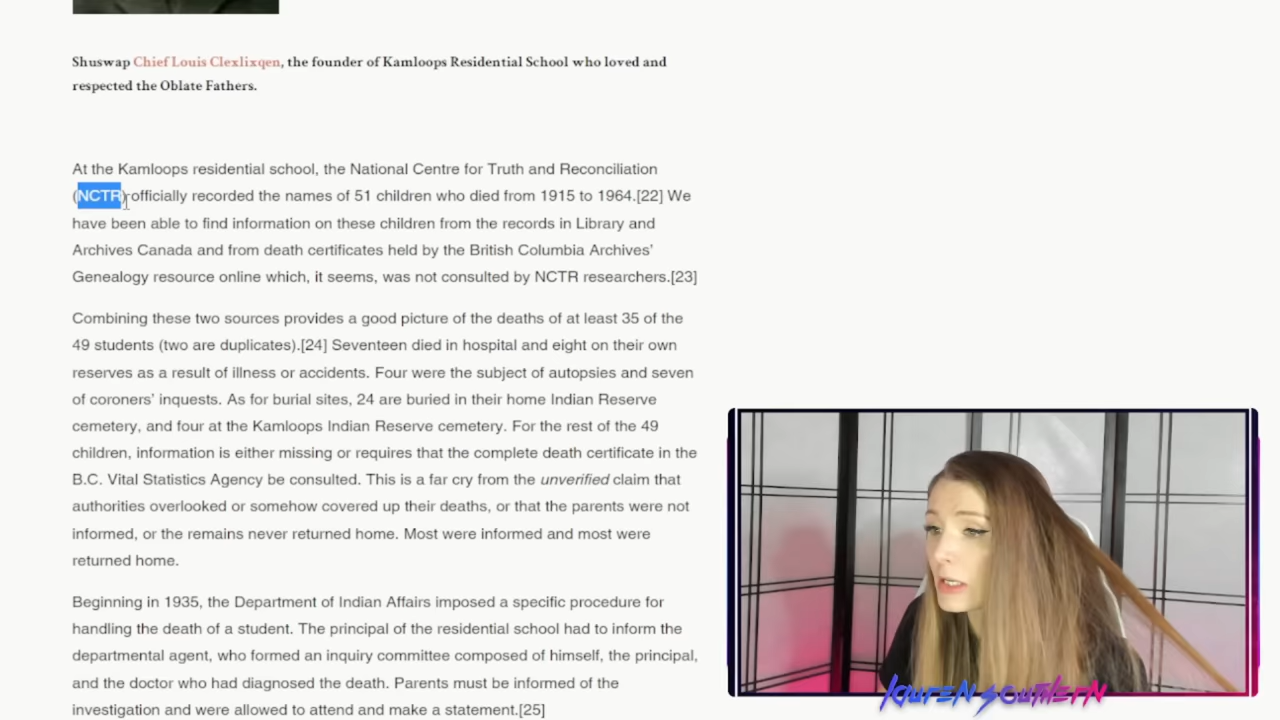 Shuswap Chief Louis Clexlixqen, the founder of Kamloops Residential School who loved and
respected the Oblate Fathers.
At the Kamloops residential school, the National Centre for Truth and Reconciliation
(NCTR) officially recorded the names of 51 children who died from 1915 to 1964.[22] We
have been able to find information on these children from the records in Library and
Archives Canada and from death certificates held by the British Columbia Archives’
Genealogy resource online which, it seems, was not consulted by NCTR researchers.[23]
Combining these two sources provides a good picture of the deaths of at least 35 of the
49 students (two are duplicates).[24] Seventeen died in hospital and eight on their own
reserves as a result of illness or accidents. Four were the subject of autopsies and seven
of coroners’ inquests. As for burial sites, 24 are buried in their home Indian Reserve
cemetery, and four at the Kamloops Indian Reserve cemetery. For the rest of the 49
children, information is either missing or requires that the complete death certificate in the
B.C. Vital Statistics Agency be consulted. This is a far cry from the unverified claim that
authorities overlooked or somehow covered up their deaths, or that the parents were not
informed, or the remains never returned home. Most were informed and most were
returned home.
Beginning in 1935, the Department of Indian Affairs imposed a specific procedure for
handling the death of a student. The principal of the residential school had to inform the
departmental agent, who formed an inquiry committee composed of himself, the principal,
and the doctor who had diagnosed the death. Parents must be informed of the
investigation and were allowed to attend and make a statement.[25]
LAUREN SOUTHERN